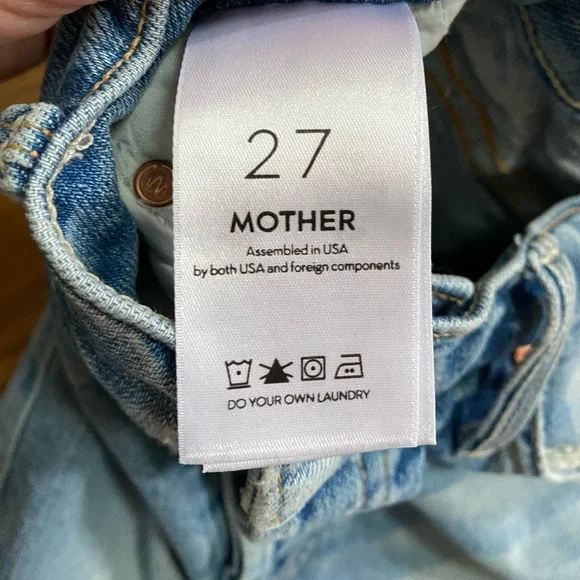 27
MOTHER
Assembled in USA
by both USA and foreign components
DO YOUR OWN LAUNDRY